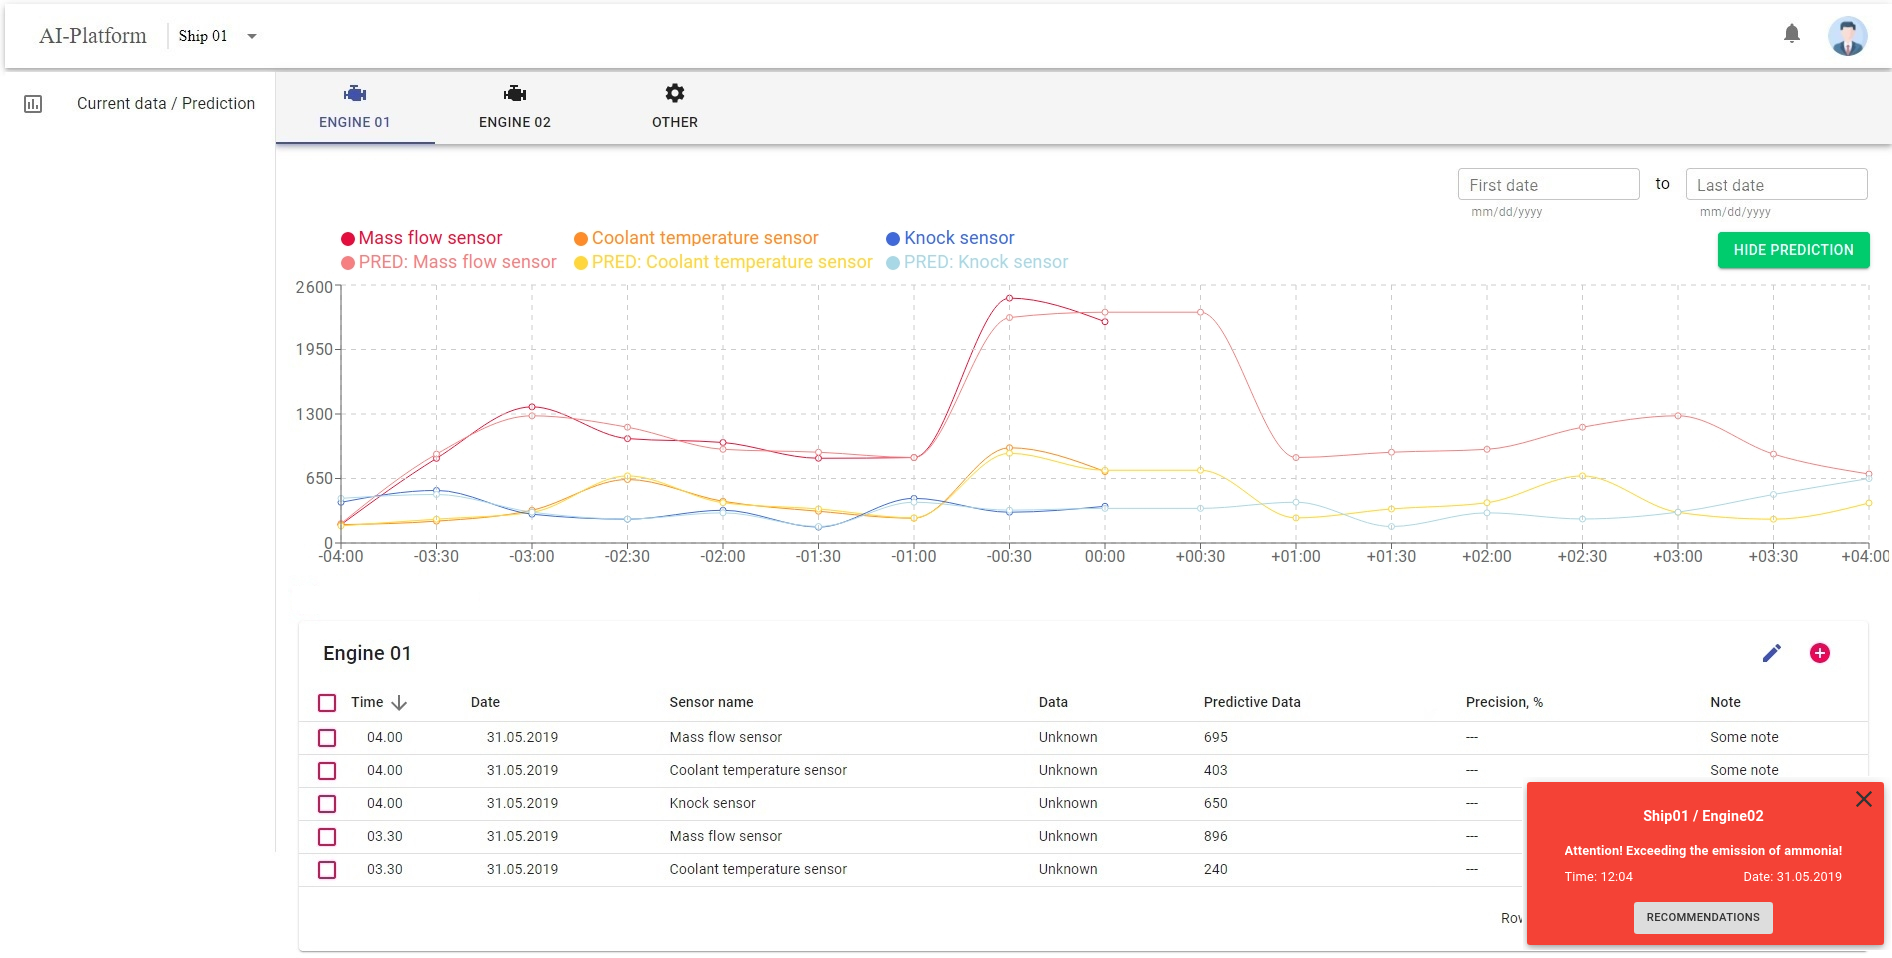 AI-Platform Ship 01
Current data / Prediction
ENGINE 01 ENGINE 02 OTHER
First date to Last date
mm/dd/yyyy mm/dd/yyyy
Mass flow sensor Coolant temperature sensor Knock sensor
PRED: Mass flow sensor PRED: Coolant temperature sensor PRED: Knock sensor
HIDE PREDICTION
2600
1950
1300
650
0
-04:00 -03:30 -03:00 -02:30 -02:00 -01:30 -01:00 -00:30 00:00 +00:30 +01:00 +01:30 +02:00 +02:30 +03:00 +03:30 +04:00
Engine 01
Time Date Sensor name Data Predictive Data Precision, % Note
04.00 31.05.2019 Mass flow sensor Unknown 695 --- Some note
04.00 31.05.2019 Coolant temperature sensor Unknown 403 --- Some note
04.00 31.05.2019 Knock sensor Unknown 650 ---
03.30 31.05.2019 Mass flow sensor Unknown 896 ---
03.30 31.05.2019 Coolant temperature sensor Unknown 240 ---
Ship01 / Engine02
Attention! Exceeding the emission of ammonia!
Time: 12:04 Date: 31.05.2019
RECOMMENDATIONS